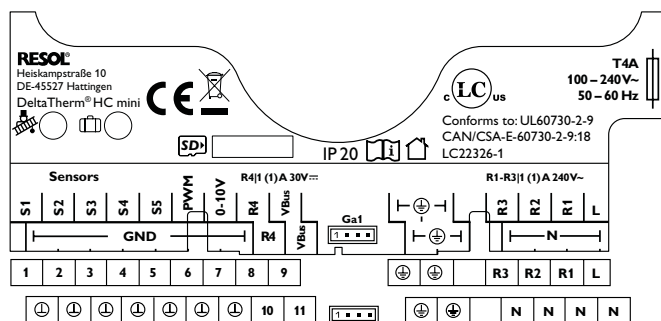 RESOL®
Heiskampstraße 10
DE-45527 Hattingen
DeltaTherm® HC mini
CE
SD
IP 20
i
c LC us
Conforms to: UL60730-2-9
CAN/CSA-E-60730-2-9:18
LC22326-1
T4A
100 – 240V~
50 – 60 Hz
Sensors R4|1 (1) A 30V⎓ R1-R3|1 (1) A 240V~
S1 S2 S3 S4 S5 PWM 0-10V R4 VBus R3 R2 R1 L
Ga1
1
GND R4 VBus N
1 2 3 4 5 6 7 8 9 R3 R2 R1 L
10 11 1 N N N N